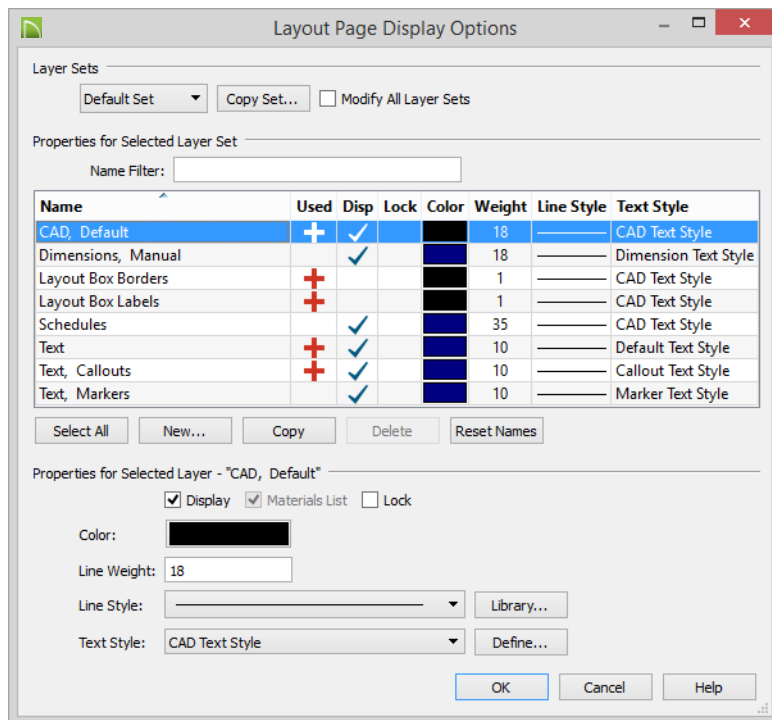 Layout Page Display Options
Layer Sets
Default Set Copy Set... Modify All Layer Sets
Properties for Selected Layer Set
Name Filter:
Name Used Disp Lock Color Weight Line Style Text Style
CAD, Default 18 CAD Text Style
Dimensions, Manual 18 Dimension Text Style
Layout Box Borders 1 CAD Text Style
Layout Box Labels 1 CAD Text Style
Schedules 35 CAD Text Style
Text 10 Default Text Style
Text, Callouts 10 Callout Text Style
Text, Markers 10 Marker Text Style
Select All New... Copy Delete Reset Names
Properties for Selected Layer - "CAD, Default"
Display Materials List Lock
Color:
Line Weight: 18
Line Style: Library...
Text Style: CAD Text Style Define...
OK Cancel Help